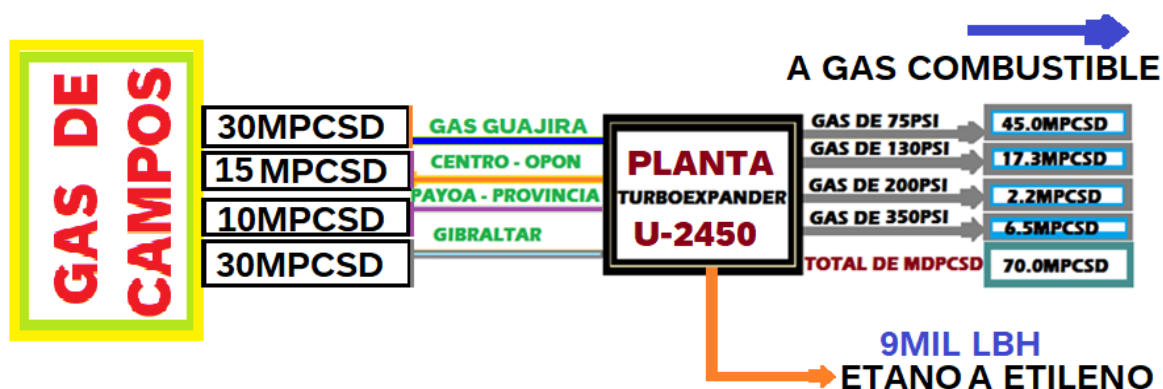 A GAS COMBUSTIBLE
GAS DE
CAMPOS
30MPCSD
15 MPCSD
10MPCSD
30MPCSD
GAS GUAJIRA
CENTRO - OPON
PAYOA - PROVINCIA
GIBRALTAR
PLANTA
TURBOEXPANDER
U-2450
GAS DE 75PSI
45.0MPCSD
GAS DE 130PSI
17.3MPCSD
GAS DE 200PSI
2.2MPCSD
GAS DE 350PSI
6.5MPCSD
TOTAL DE MDPCSD
70.0MPCSD
9MIL LBH
ETANO A ETILENO